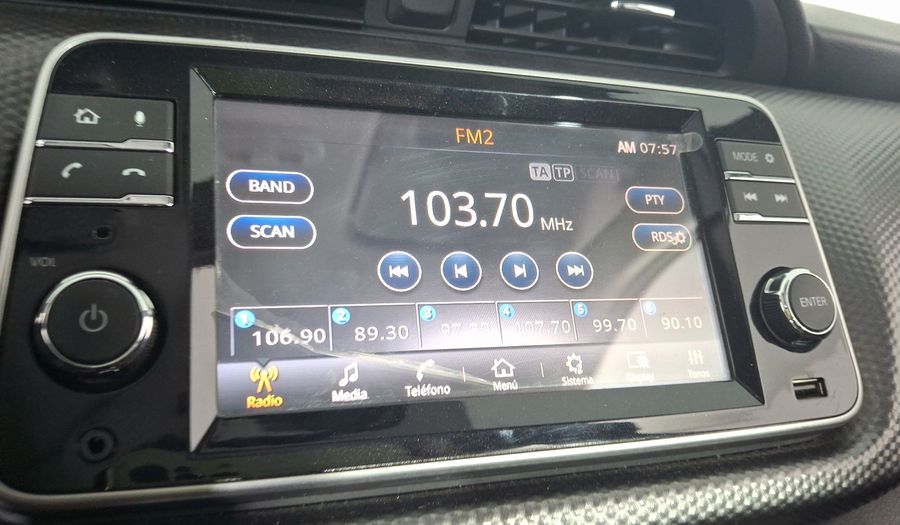 FM2
AM 07:57
TA TP SCAN
BAND
103.70 MHz
PTY
SCAN
RDS
1 2 3 4 5 6
106.90 89.30 107.70 99.70 90.10
Radio Media Teléfono Menú Sistema Display Tonos
VOL
MODE
ENTER